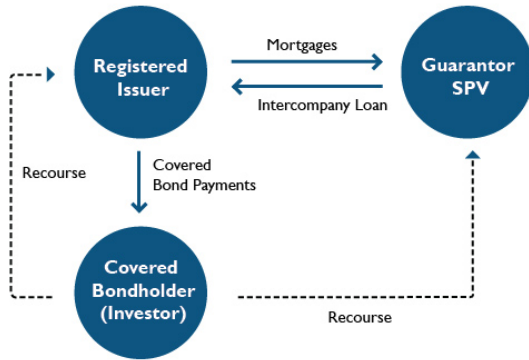 Registered
Issuer
Mortgages
Intercompany Loan
Guarantor
SPV
Recourse
Covered
Bond Payments
Covered
Bondholder
(Investor)
Recourse